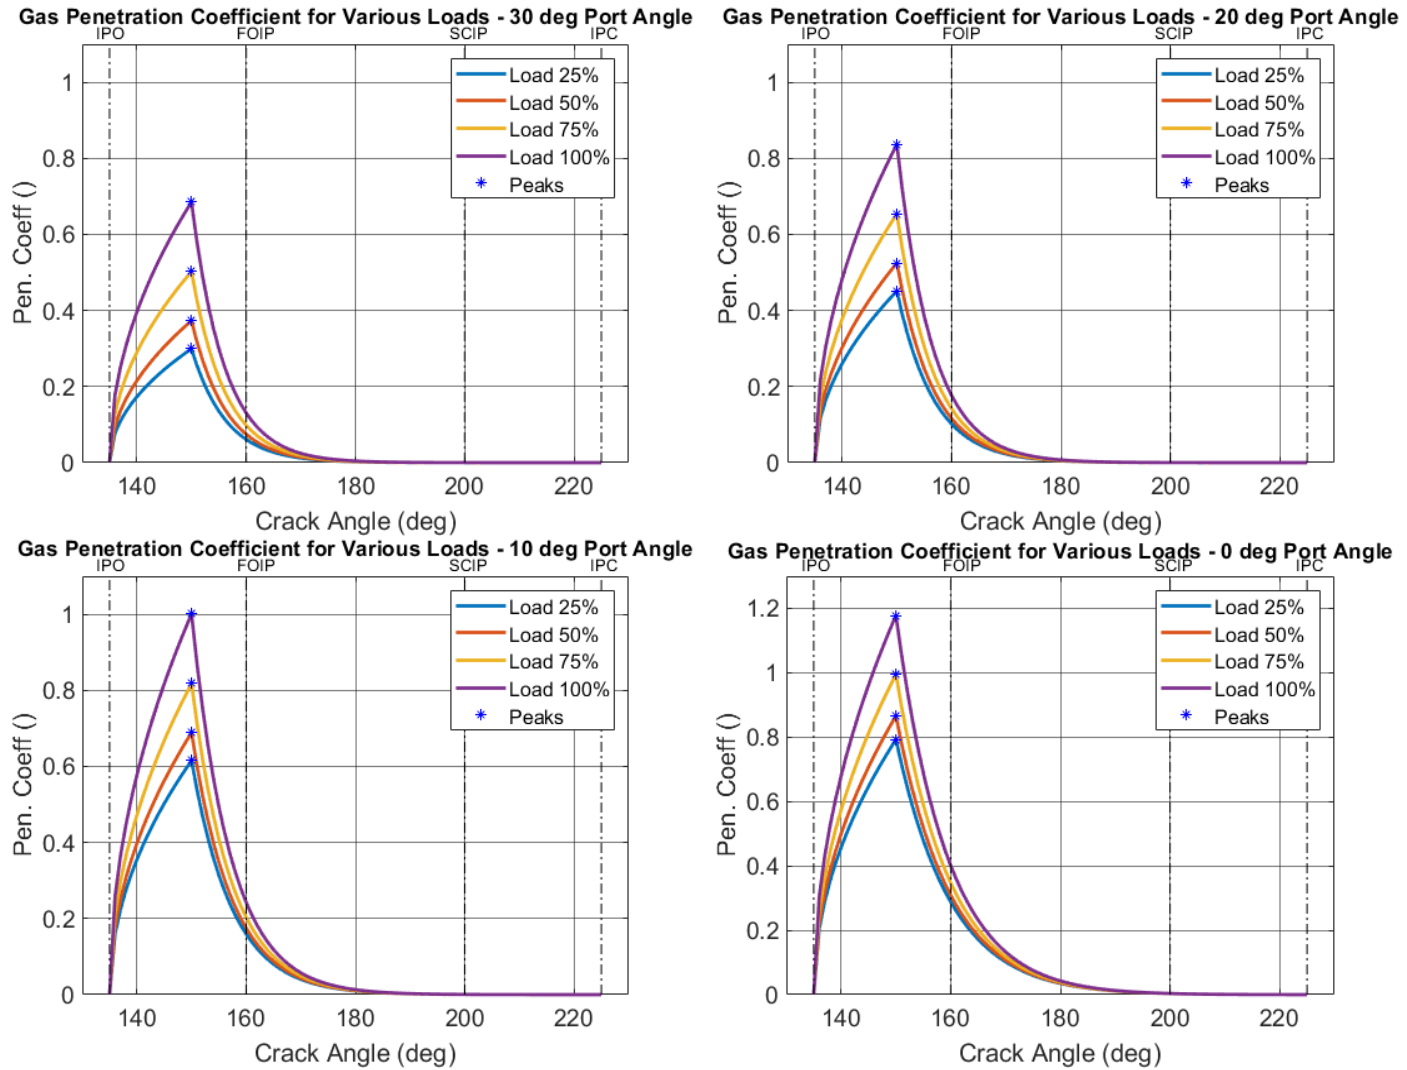 Gas Penetration Coefficient for Various Loads - 30 deg Port Angle
IPO FOIP SCIP IPC
Load 25%
Load 50%
Load 75%
Load 100%
Peaks
1
0.8
0.6
0.4
0.2
0
Pen. Coeff ()
140 160 180 200 220
Crack Angle (deg)
Gas Penetration Coefficient for Various Loads - 20 deg Port Angle
IPO FOIP SCIP IPC
Load 25%
Load 50%
Load 75%
Load 100%
Peaks
1
0.8
0.6
0.4
0.2
0
Pen. Coeff ()
140 160 180 200 220
Crack Angle (deg)
Gas Penetration Coefficient for Various Loads - 10 deg Port Angle
IPO FOIP SCIP IPC
Load 25%
Load 50%
Load 75%
Load 100%
Peaks
1
0.8
0.6
0.4
0.2
0
Pen. Coeff ()
140 160 180 200 220
Crack Angle (deg)
Gas Penetration Coefficient for Various Loads - 0 deg Port Angle
IPO FOIP SCIP IPC
Load 25%
Load 50%
Load 75%
Load 100%
Peaks
1.2
1
0.8
0.6
0.4
0.2
0
Pen. Coeff ()
140 160 180 200 220
Crack Angle (deg)